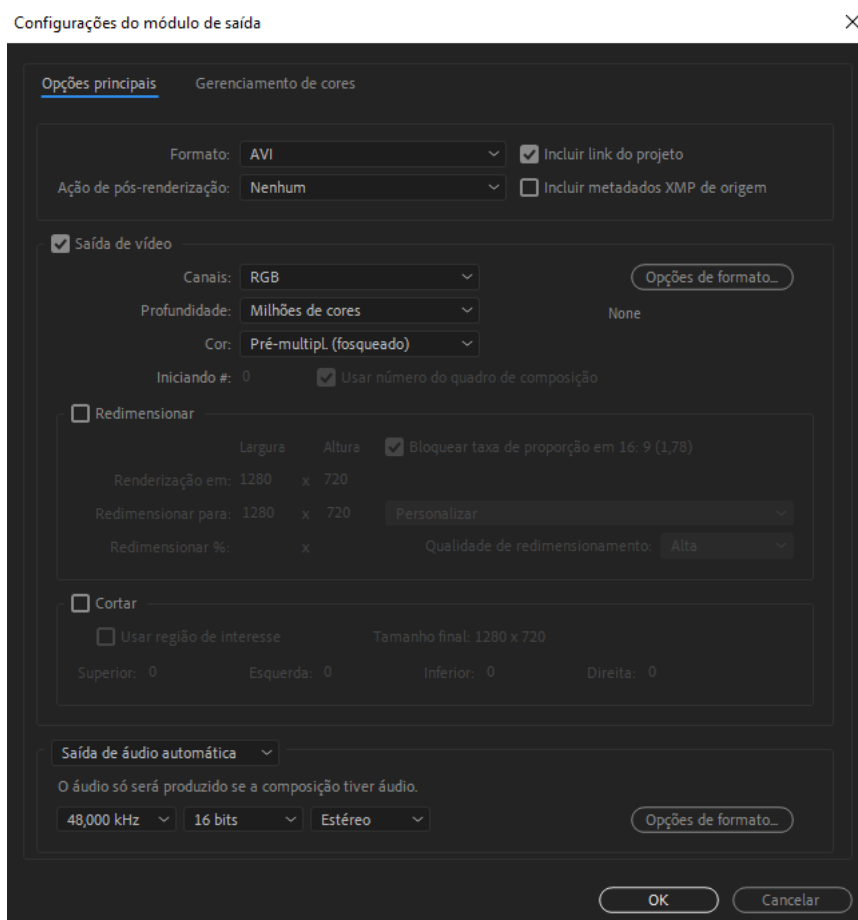 Configurações do módulo de saída
Opções principais Gerenciamento de cores
Formato: AVI Incluir link do projeto
Ação de pós-renderização: Nenhum Incluir metadados XMP de origem
Saída de vídeo
Canais: RGB Opções de formato...
Profundidade: Milhões de cores None
Cor: Pré-multipl. (fosqueado)
Iniciando #: 0 Usar número do quadro de composição
Redimensionar
Largura Altura Bloquear taxa de proporção em 16: 9 (1,78)
Renderização em: 1280 x 720
Redimensionar para: 1280 x 720 Personalizar
Redimensionar %: x Qualidade de redimensionamento: Alta
Cortar
Usar região de interesse Tamanho final: 1280 x 720
Superior: 0 Esquerda: 0 Inferior: 0 Direita: 0
Saída de áudio automática
O áudio só será produzido se a composição tiver áudio.
48,000 kHz 16 bits Estéreo Opções de formato...
OK Cancelar